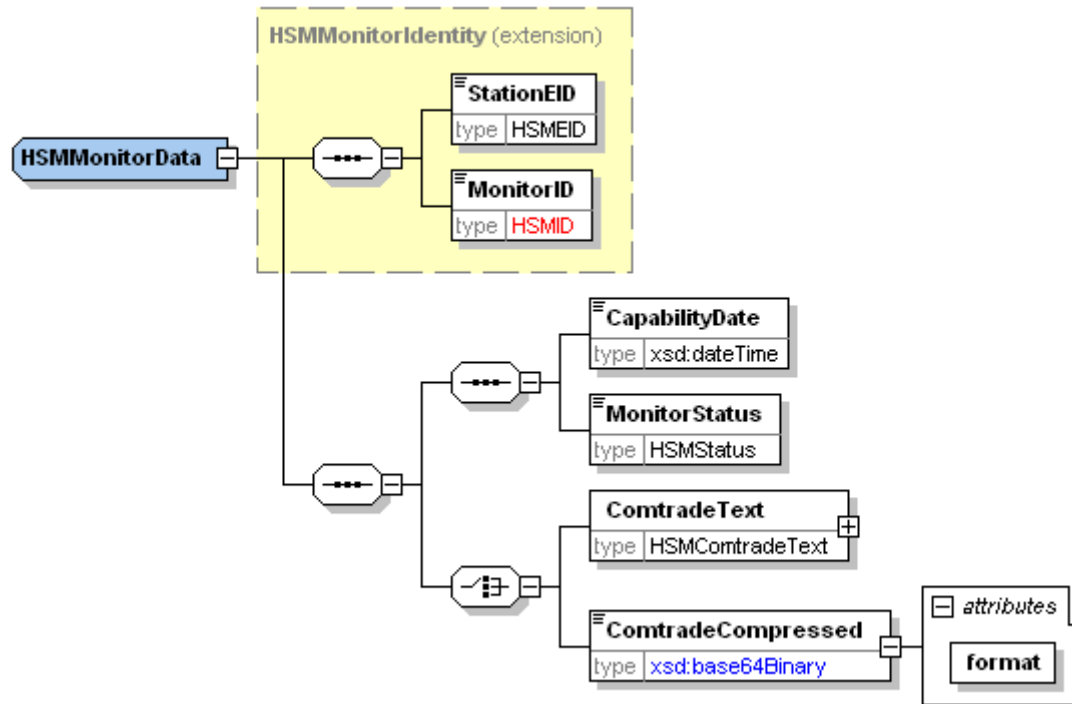 HSMMonitorIdentity (extension)
StationEID
type HSMEID
HSMMonitorData
MonitorID
type HSMID
CapabilityDate
type xsd:dateTime
MonitorStatus
type HSMStatus
ComtradeText
type HSMComtradeText
attributes
ComtradeCompressed
type xsd:base64Binary
format